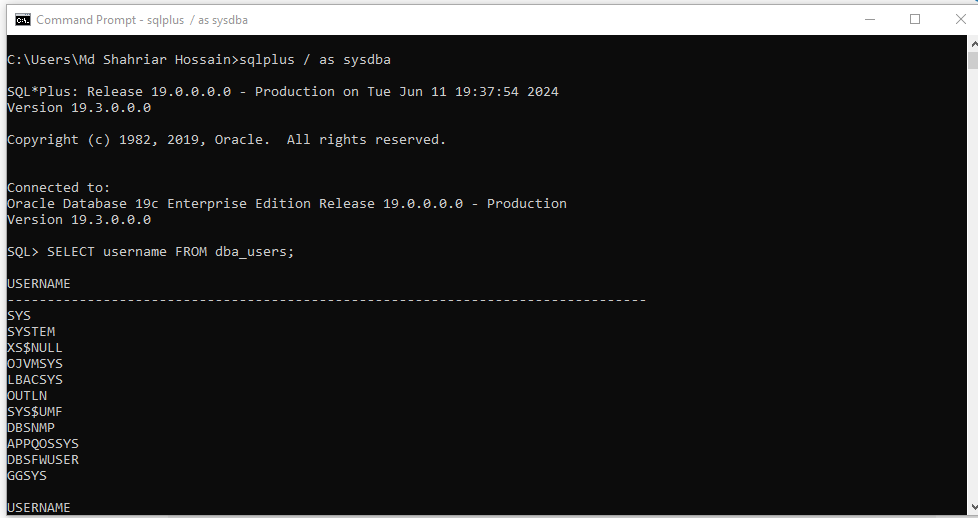 Command Prompt - sqlplus / as sysdba
C:\Users\Md Shahriar Hossain>sqlplus / as sysdba
SQL*Plus: Release 19.0.0.0.0 - Production on Tue Jun 11 19:37:54 2024
Version 19.3.0.0.0
Copyright (c) 1982, 2019, Oracle.  All rights reserved.
Connected to:
Oracle Database 19c Enterprise Edition Release 19.0.0.0.0 - Production
Version 19.3.0.0.0
SQL> SELECT username FROM dba_users;
USERNAME
--------------------------------------------------------------------------------
SYS
SYSTEM
XS$NULL
OJVMSYS
LBACSYS
OUTLN
SYS$UMF
DBSNMP
APPQOSSYS
DBSFWUSER
GGSYS
USERNAME